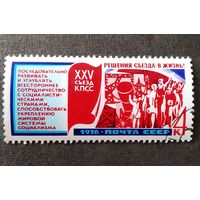 ПОСЛЕДОВАТЕЛЬНО
РАЗВИВАТЬ И
УГЛУБЛЯТЬ
ВСЕСТОРОННЕЕ
СОТРУДНИЧЕСТВО
С СОЦИАЛИСТИ-
ЧЕСКИМИ
СТРАНАМИ,
СПОСОБСТВОВАТЬ
УКРЕПЛЕНИЮ
МИРОВОЙ
СИСТЕМЫ
СОЦИАЛИЗМА
XXV
СЪЕЗД
КПСС
РЕШЕНИЯ СЪЕЗДА - В ЖИЗНЬ!
1976 · ПОЧТА СССР
4К